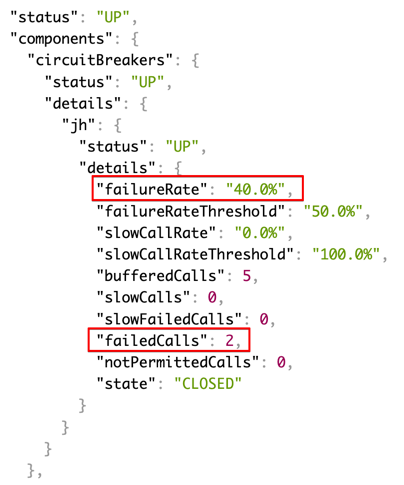 "status": "UP",
"components": {
"circuitBreakers": {
"status": "UP",
"details": {
"jh": {
"status": "UP",
"details": {
"failureRate": "40.0%",
"failureRateThreshold": "50.0%",
"slowCallRate": "0.0%",
"slowCallRateThreshold": "100.0%",
"bufferedCalls": 5,
"slowCalls": 0,
"slowFailedCalls": 0,
"failedCalls": 2,
"notPermittedCalls": 0,
"state": "CLOSED"
}
}
}
},